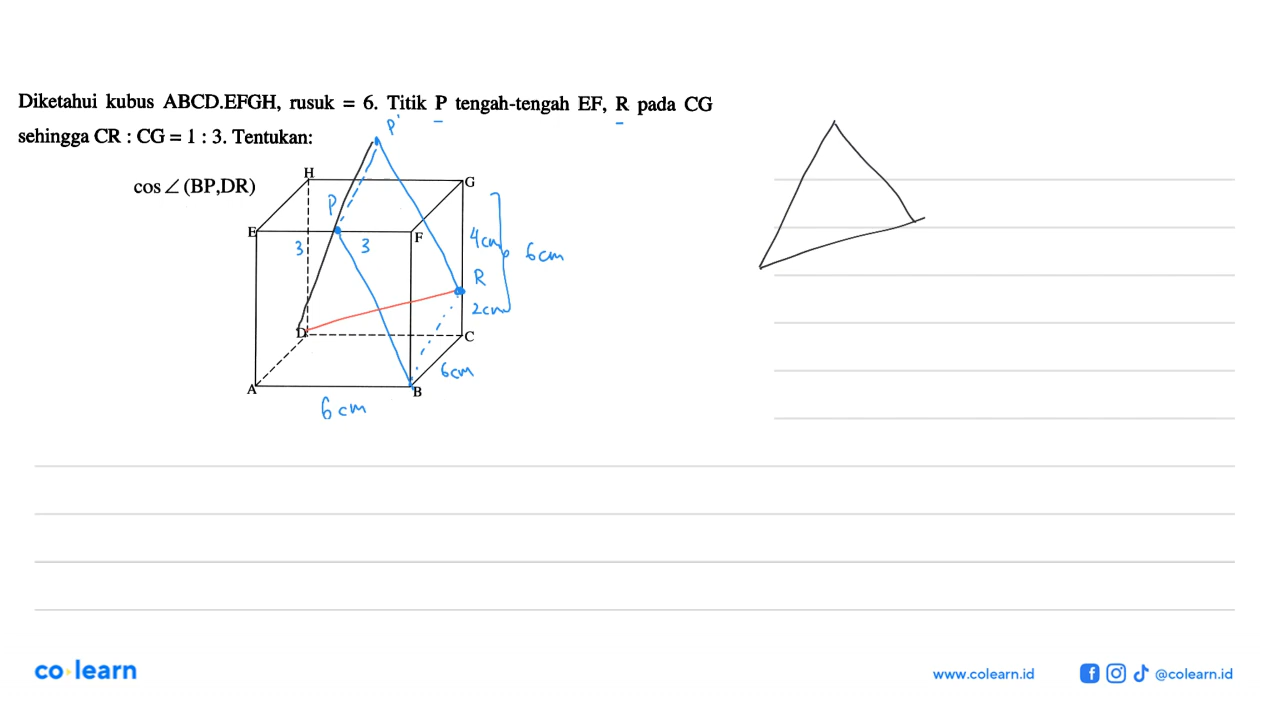 Diketahui kubus ABCD.EFGH, rusuk = 6. Titik P tengah-tengah EF, R pada CG
sehingga CR : CG = 1 : 3. Tentukan:
cos ∠ (BP,DR)
P'
H
G
P
E
3
3
F
4cm
6cm
R
2cm
D
C
6cm
A
B
6 cm
co learn
www.colearn.id
@colearn.id